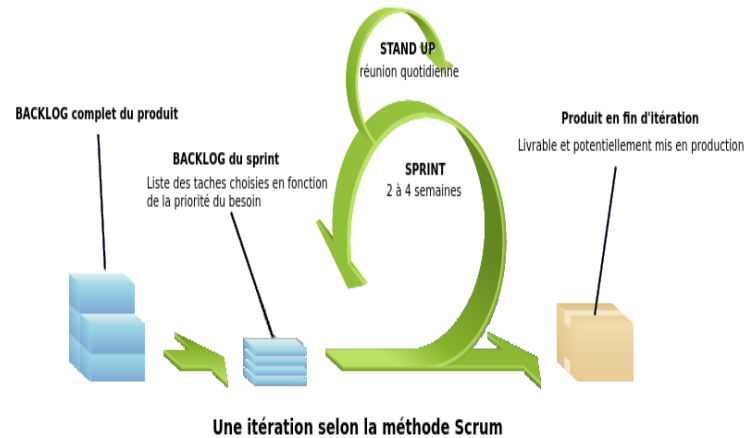 STAND UP
réunion quotidienne
BACKLOG complet du produit
Produit en fin d'itération
Livrable et potentiellement mis en production
BACKLOG du sprint
Liste des taches choisies en fonction
de la priorité du besoin
SPRINT
2 à 4 semaines
Une itération selon la méthode Scrum